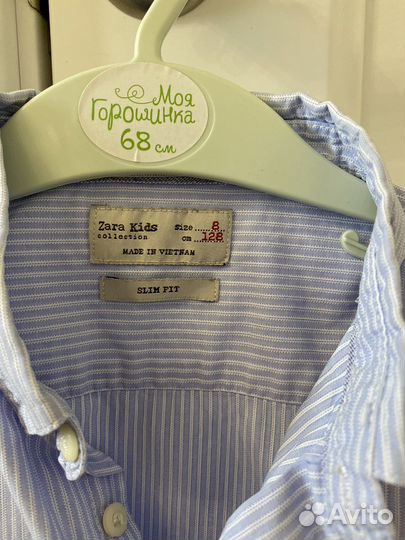 Моя
Горошинка
68 см
Zara Kids size......8......
collection cm ....128....
MADE IN VIETNAM
SLIM FIT
Avito